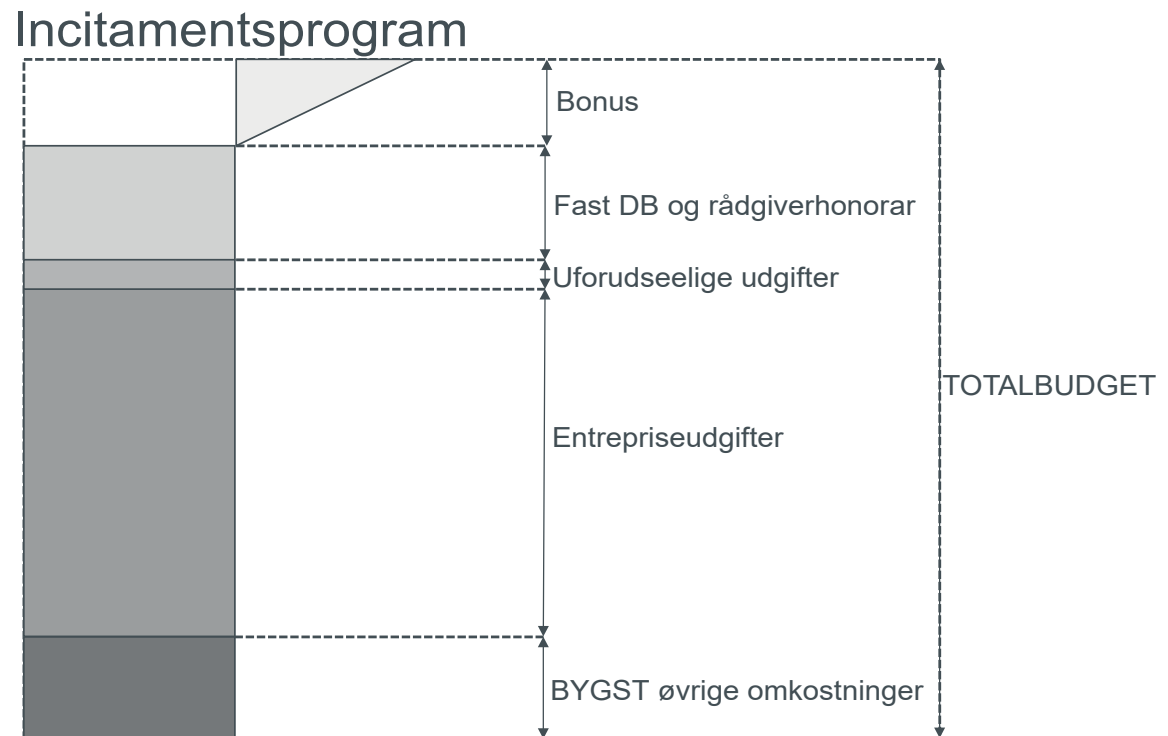 Incitamentsprogram
Bonus
Fast DB og rådgiverhonorar
Uforudseelige udgifter
TOTALBUDGET
Entrepriseudgifter
BYGST øvrige omkostninger